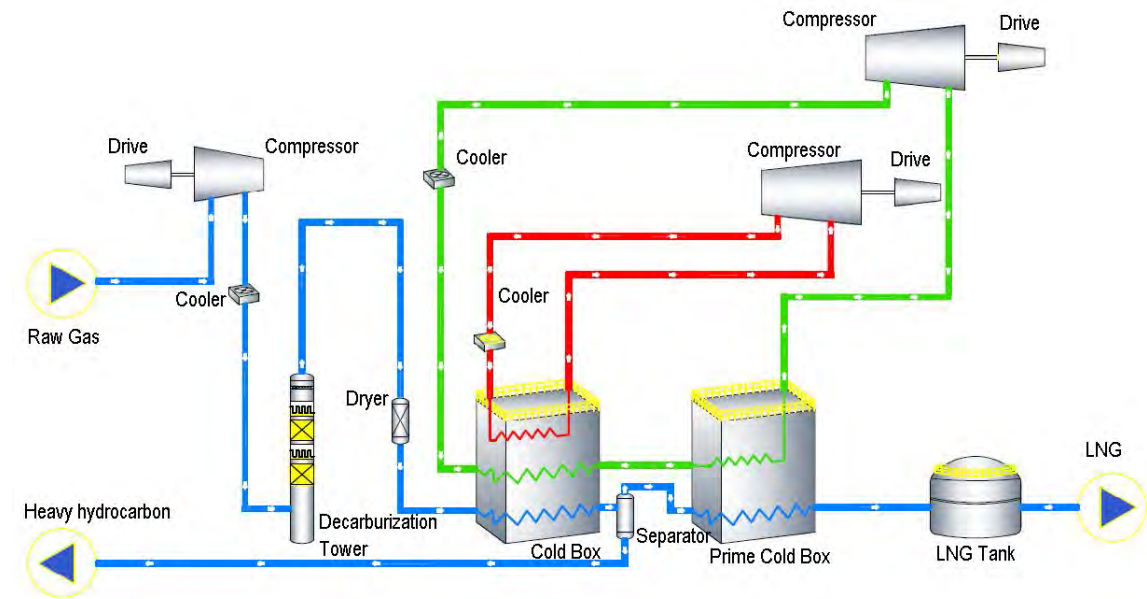 Compressor
Drive
Drive
Compressor
Cooler
Compressor
Drive
Cooler
Cooler
Raw Gas
Dryer
LNG
Heavy hydrocarbon
Decarburization
Tower
Cold Box
Separator
Prime Cold Box
LNG Tank